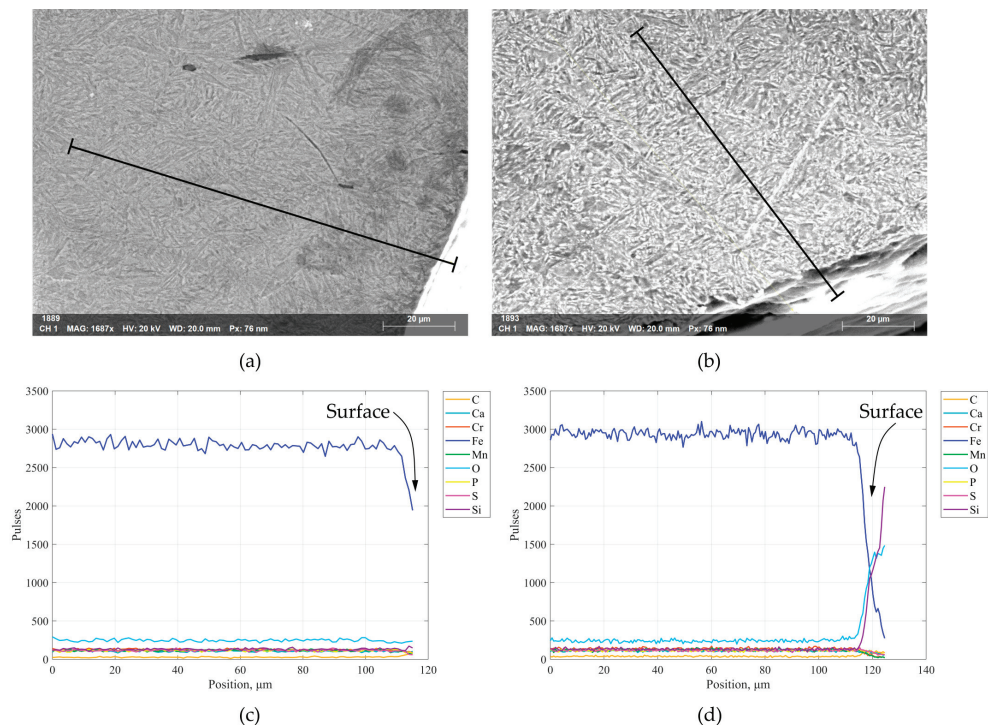 1889
CH 1 MAG: 1687x HV: 20 kV WD: 20.0 mm Px: 76 nm
20 µm
(a)
1893
CH 1 MAG: 1687x HV: 20 kV WD: 20.0 mm Px: 76 nm
20 µm
(b)
3500
3000
2500
2000
1500
1000
500
0
Pulses
Surface
0 20 40 60 80 100 120
Position, µm
C
Ca
Cr
Fe
Mn
O
P
S
Si
(c)
3500
3000
2500
2000
1500
1000
500
0
Pulses
Surface
0 20 40 60 80 100 120 140
Position, µm
C
Ca
Cr
Fe
Mn
O
P
S
Si
(d)